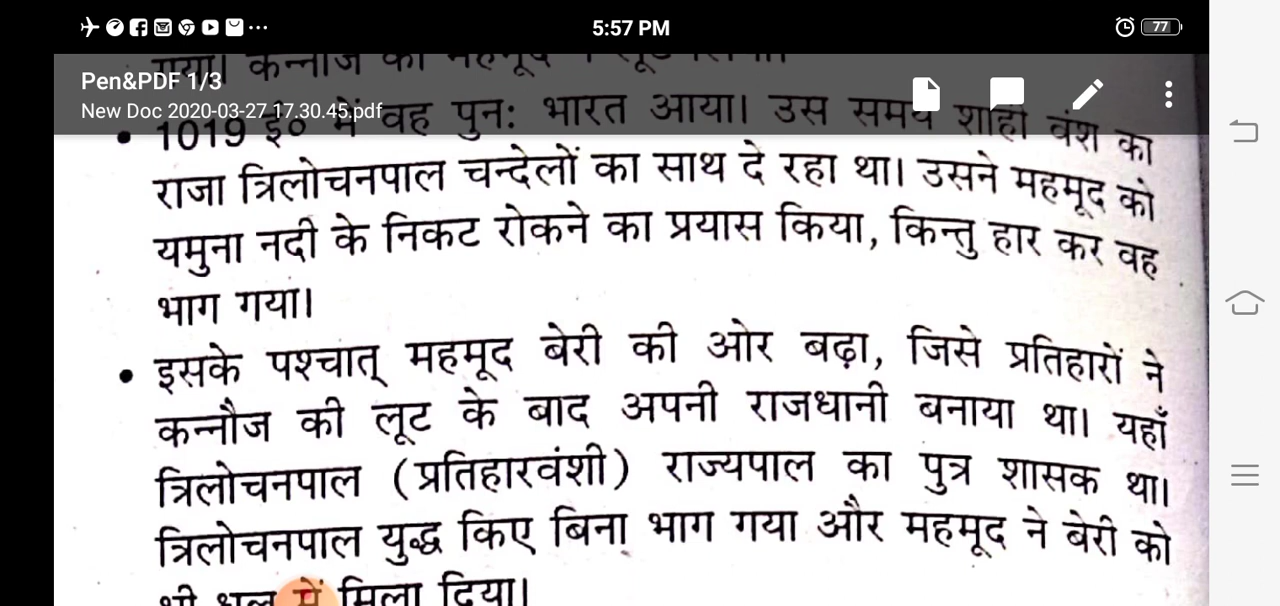 5:57 PM
77
गया। कन्नौज को महमूद ने लूट लिया।
Pen&PDF 1/3
New Doc 2020-03-27 17.30.45.pdf
• 1019 ई० में वह पुन: भारत आया। उस समय शाही वंश का
राजा त्रिलोचनपाल चन्देलों का साथ दे रहा था। उसने महमूद को
यमुना नदी के निकट रोकने का प्रयास किया, किन्तु हार कर वह
भाग गया।
• इसके पश्चात् महमूद बेरी की ओर बढ़ा, जिसे प्रतिहारों ने
कन्नौज की लूट के बाद अपनी राजधानी बनाया था। यहाँ
त्रिलोचनपाल (प्रतिहारवंशी) राज्यपाल का पुत्र शासक था।
त्रिलोचनपाल युद्ध किए बिना भाग गया और महमूद ने बेरी को
भी धूल में मिला दिया।